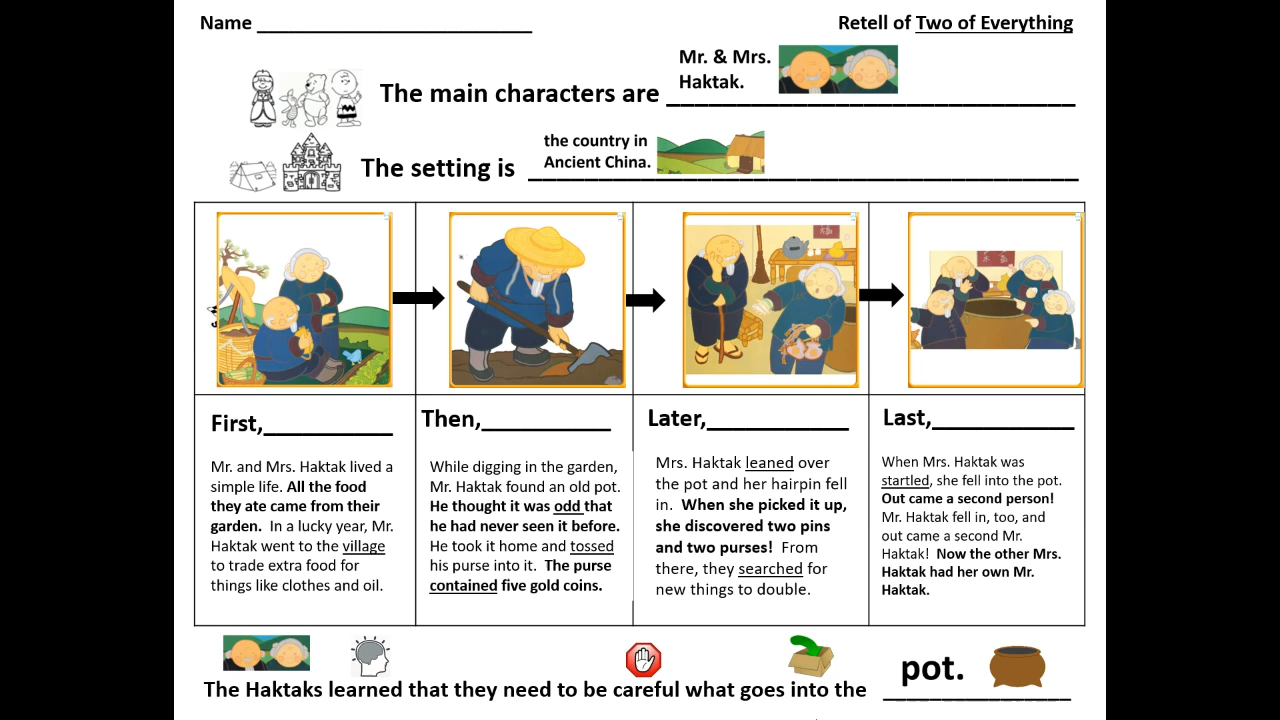 Name ___________________________
Retell of Two of Everything
Mr. & Mrs.
Haktak.
The main characters are ______________________________
the country in
Ancient China.
The setting is ________________________________________
First,____________
Then,____________
Later,_____________
Last,_____________
Mr. and Mrs. Haktak lived a
simple life. All the food
they ate came from their
garden. In a lucky year, Mr.
Haktak went to the village
to trade extra food for
things like clothes and oil.
While digging in the garden,
Mr. Haktak found an old pot.
He thought it was odd that
he had never seen it before.
He took it home and tossed
his purse into it. The purse
contained five gold coins.
Mrs. Haktak leaned over
the pot and her hairpin fell
in. When she picked it up,
she discovered two pins
and two purses! From
there, they searched for
new things to double.
When Mrs. Haktak was
startled, she fell into the pot.
Out came a second person!
Mr. Haktak fell in, too, and
out came a second Mr.
Haktak! Now the other Mrs.
Haktak had her own Mr.
Haktak.
pot.
The Haktaks learned that they need to be careful what goes into the _________________